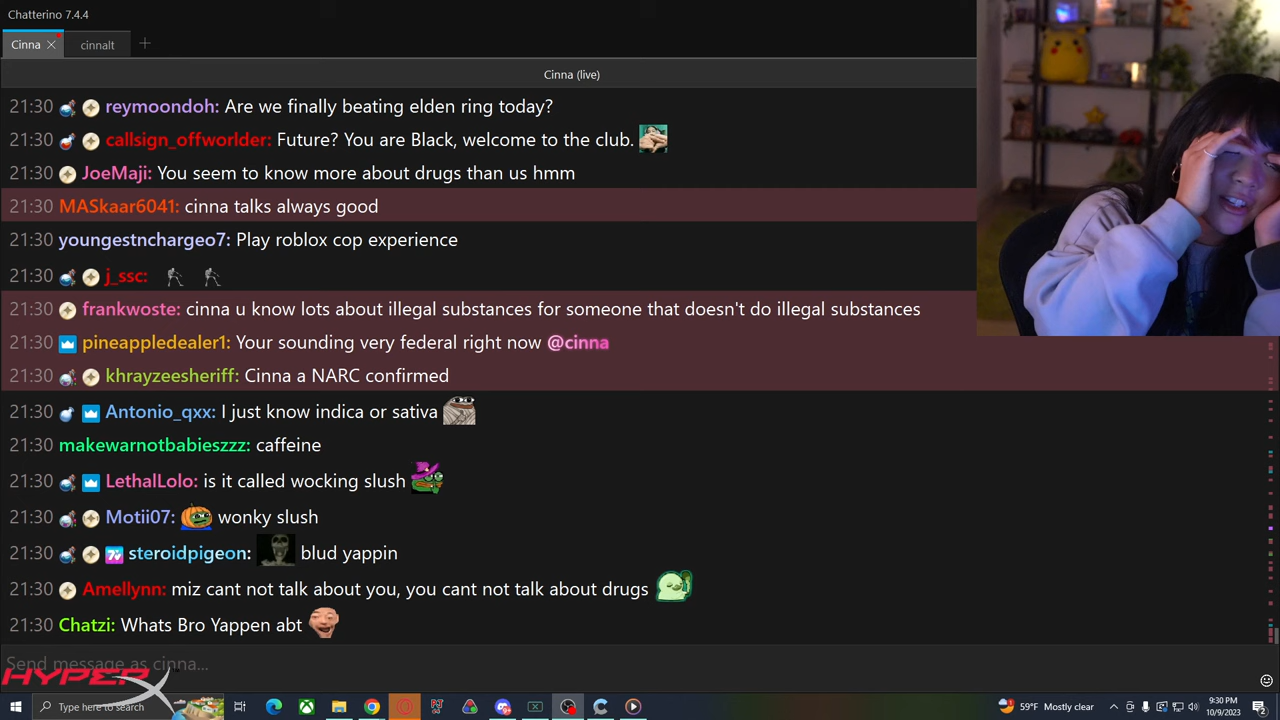 Chatterino 7.4.4
Cinna
cinnalt
Cinna (live)
21:30 reymoondoh: Are we finally beating elden ring today?
21:30 callsign_offworlder: Future? You are Black, welcome to the club.
21:30 JoeMaji: You seem to know more about drugs than us hmm
21:30 MASkaar6041: cinna talks always good
21:30 youngestnchargeo7: Play roblox cop experience
21:30 j_ssc:
21:30 frankwoste: cinna u know lots about illegal substances for someone that doesn't do illegal substances
21:30 pineappledealer1: Your sounding very federal right now @cinna
21:30 khrayzeesheriff: Cinna a NARC confirmed
21:30 Antonio_qxx: I just know indica or sativa
21:30 makewarnotbabieszzz: caffeine
21:30 LethalLolo: is it called wocking slush
21:30 Motii07: wonky slush
21:30 steroidpigeon: blud yappin
21:30 Amellynn: miz cant not talk about you, you cant not talk about drugs
21:30 Chatzi: Whats Bro Yappen abt
Send message as cinna...
HYPERX
Type here to search
59°F Mostly clear
9:30 PM
10/9/2023
2